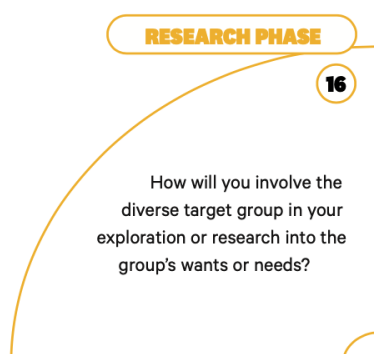 RESEARCH PHASE
16
How will you involve the
diverse target group in your
exploration or research into the
group’s wants or needs?